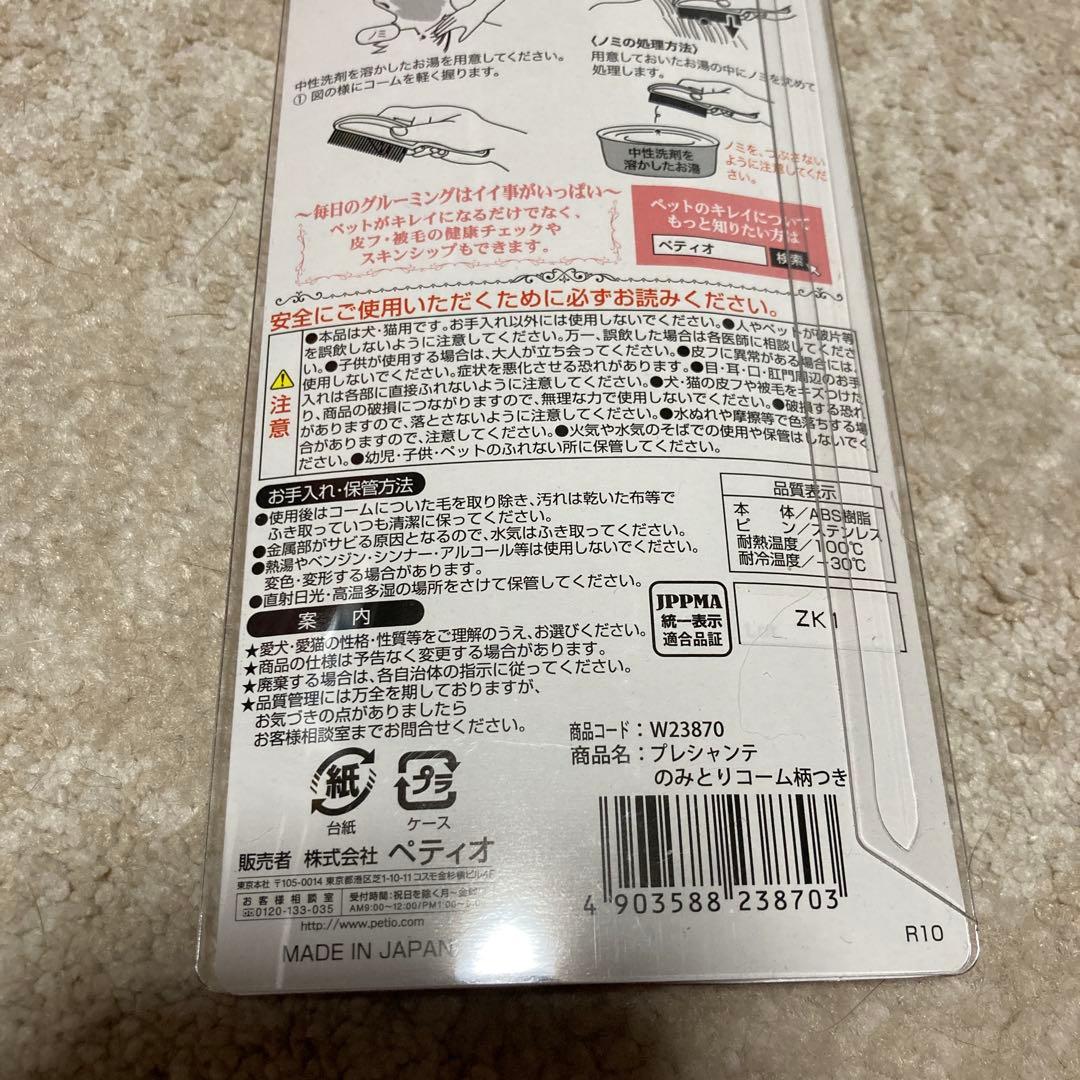 ノミ
中性洗剤を溶かしたお湯を用意してください。
① 図の様にコームを軽く握ります。
〈ノミの処理方法〉
用意しておいたお湯の中にノミを沈めて
処理します。
中性洗剤を
溶かしたお湯
ノミを、つぶさない
ように注意してくだ
さい。
～毎日のグルーミングはイイ事がいっぱい～
ペットがキレイになるだけでなく、
皮フ・被毛の健康チェックや
スキンシップもできます。
ペットのキレイについて
もっと知りたい方は
ペティオ 検索
安全にご使用いただくために必ずお読みください。
注意
●本品は犬・猫用です。お手入れ以外には使用しないでください。●人やペットが破片等
を誤飲しないように注意してください。万一、誤飲した場合は各医師に相談してくださ
い。●子供が使用する場合は、大人が立ち会ってください。●皮フに異常がある場合には、
使用しないでください。症状を悪化させる恐れがあります。●目・耳・口・肛門周辺のお手
入れは各部に直接ふれないように注意してください。●犬・猫の皮フや被毛をキズつけた
り、商品の破損につながりますので、無理な力で使用しないでください。●破損する恐れ
がありますので、落とさないように注意してください。●水ぬれや摩擦等で色落ちする場
合がありますので、注意してください。●火気や水気のそばでの使用や保管はしないでく
ださい。●幼児・子供・ペットのふれない所に保管してください。
お手入れ・保管方法
●使用後はコームについた毛を取り除き、汚れは乾いた布等で
ふき取っていつも清潔に保ってください。
●金属部がサビる原因となるので、水気はふき取ってください。
●熱湯やベンジン・シンナー・アルコール等は使用しないでください。
変色・変形する場合があります。
●直射日光・高温多湿の場所をさけて保管してください。
品質表示
本 体／ABS樹脂
ピ ン／ステンレス
耐熱温度／100℃
耐冷温度／−30℃
案 内
★愛犬・愛猫の性格・性質等をご理解のうえ、お選びください。
★商品の仕様は予告なく変更する場合があります。
★廃棄する場合は、各自治体の指示に従ってください。
★品質管理には万全を期しておりますが、
お気づきの点がありましたら
お客様相談室までお問合せください。
JPPMA
統一表示
適合品証
ZK1
商品コード：W23870
商品名：プレシャンテ
のみとりコーム柄つき
紙
台紙
プラ
ケース
販売者 株式会社 ペティオ
東京本社 〒105-0014 東京都港区芝1-10-11 コスモ金杉橋ビル4F
お客様相談室
0120-133-035
受付時間：祝日を除く月〜金
AM9:00〜12:00/PM1:00〜
http://www.petio.com
MADE IN JAPAN
4 903588 238703
R10